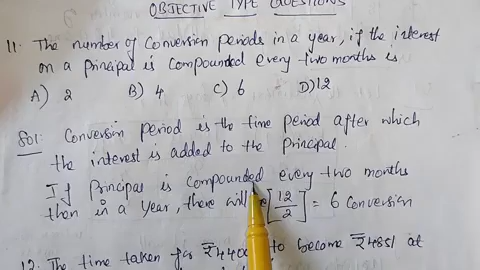 OBJECTIVE TYPE QUESTIONS
11. The number of Conversion periods in a year, if the interest
on a principal is compounded every two months is
A) 2 B) 4 C) 6 D) 12
Sol: Conversion period is the time period after which
the interest is added to the principal.
If principal is compounded every two months
then in a year, there will [12/2] = 6 Conversion
12. The time taken for ₹4400 to become ₹4851 at